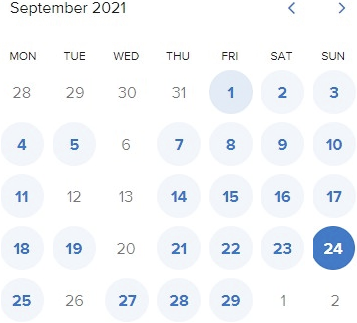 September 2021
MON TUE WED THU FRI SAT SUN
28 29 30 31 1 2 3
4 5 6 7 8 9 10
11 12 13 14 15 16 17
18 19 20 21 22 23 24
25 26 27 28 29 1 2